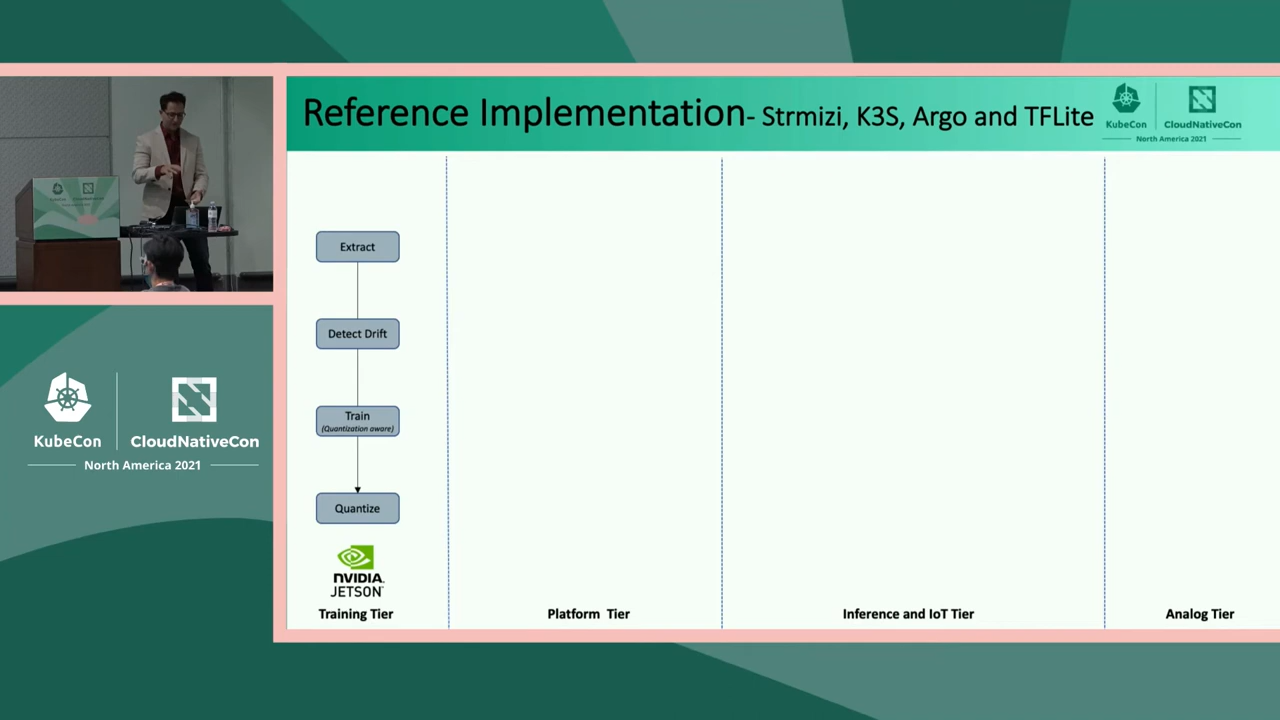 Reference Implementation- Strmizi, K3S, Argo and TFLite
KubeCon
CloudNativeCon
North America 2021
Extract
Detect Drift
Train
(Quantization aware)
Quantize
NVIDIA.
JETSON
Training Tier
Platform Tier
Inference and IoT Tier
Analog Tier
KubeCon
CloudNativeCon
North America 2021